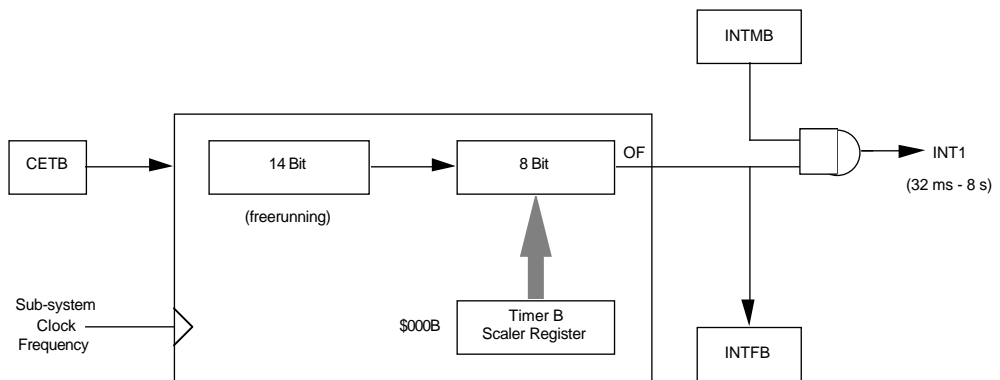 INTMB
CETB
14 Bit
8 Bit
OF
INT1
(32 ms - 8 s)
(freerunning)
Sub-system
Clock
Frequency
$000B
Timer B
Scaler Register
INTFB